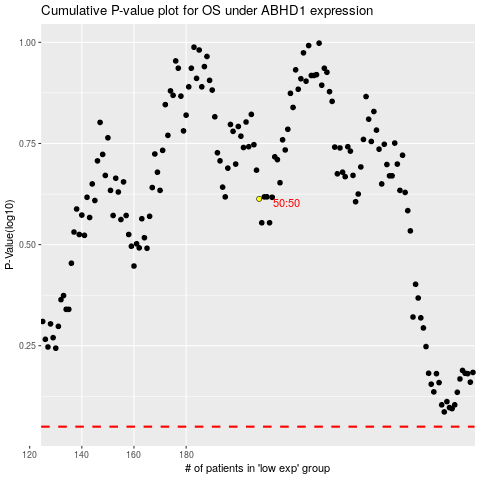 Cumulative P-value plot for OS under ABHD1 expression
P-Value(log10)
1.00
0.75
0.50
0.25
50:50
120 140 160 180
# of patients in 'low exp' group